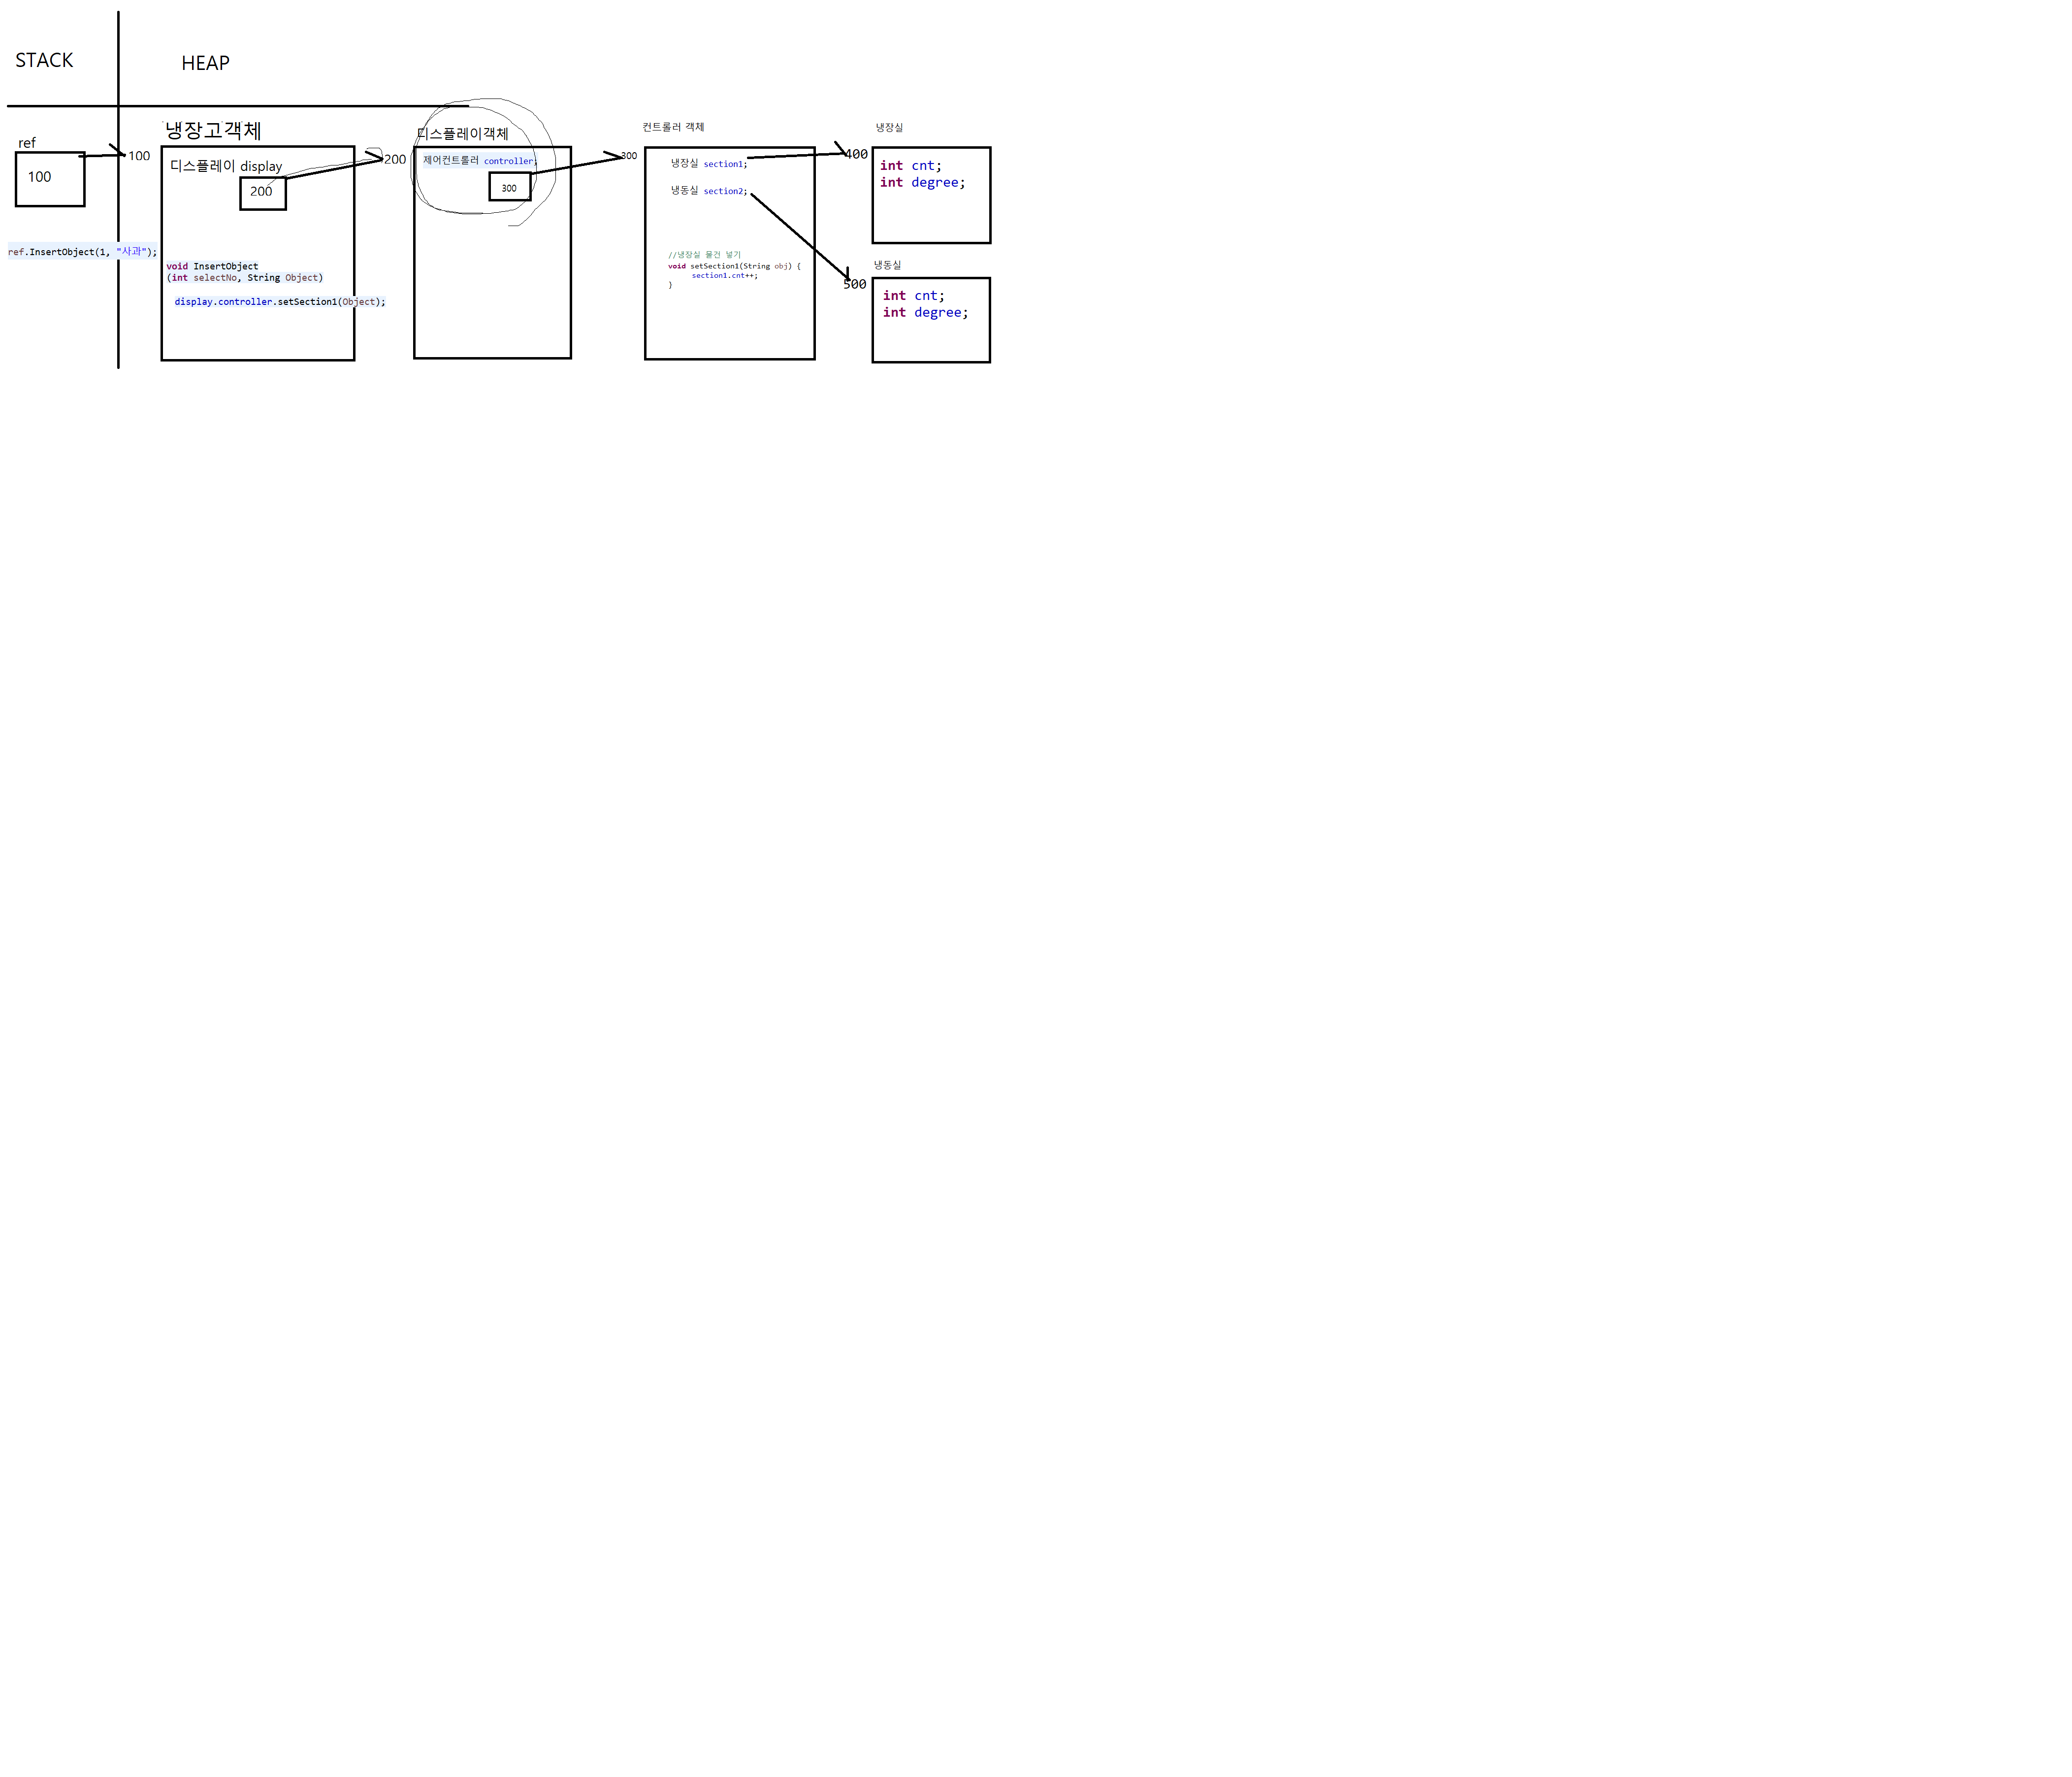 STACK
HEAP
ref
100
ref.InsertObject(1, "사과");
100
냉장고객체
디스플레이 display
200
void InsertObject
(int selectNo, String Object)
display.controller.setSection1(Object);
200
디스플레이객체
제어컨트롤러 controller;
300
300
컨트롤러 객체
냉장실 section1;
냉동실 section2;
//냉장실 물건 넣기
void setSection1(String obj) {
section1.cnt++;
}
400
냉장실
int cnt;
int degree;
500
냉동실
int cnt;
int degree;